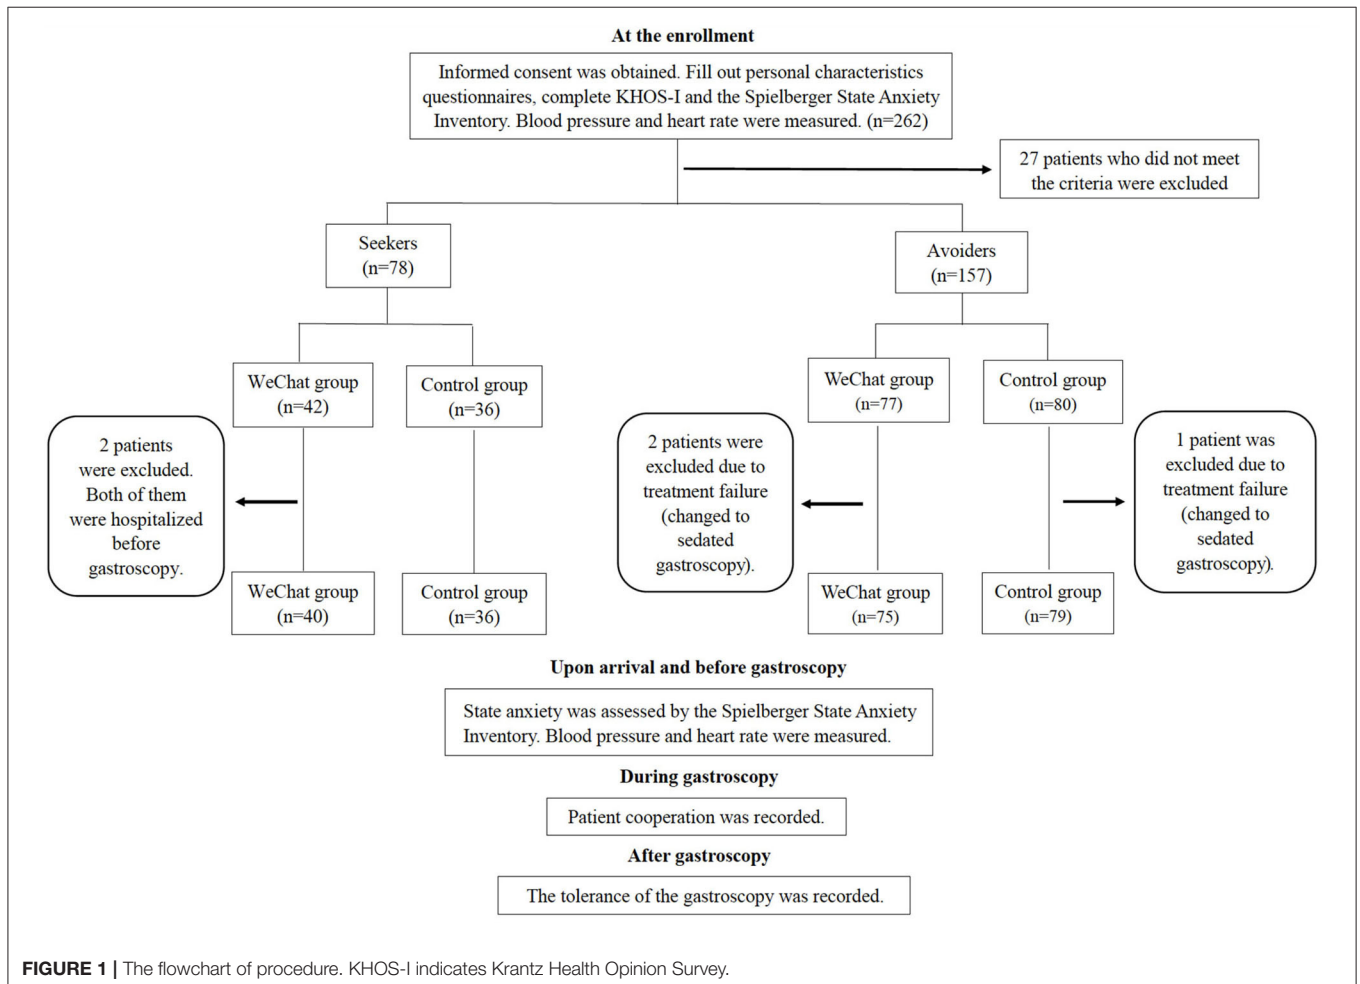 At the enrollment
Informed consent was obtained. Fill out personal characteristics
questionnaires, complete KHOS-I and the Spielberger State Anxiety
Inventory. Blood pressure and heart rate were measured. (n=262)
27 patients who did not meet
the criteria were excluded
Seekers
(n=78)
Avoiders
(n=157)
WeChat group
(n=42)
Control group
(n=36)
WeChat group
(n=77)
Control group
(n=80)
2 patients
were excluded.
Both of them
were hospitalized
before
gastroscopy.
2 patients were
excluded due to
treatment failure
(changed to
sedated
gastroscopy).
1 patient was
excluded due to
treatment failure
(changed to
sedated
gastroscopy).
WeChat group
(n=40)
Control group
(n=36)
WeChat group
(n=75)
Control group
(n=79)
Upon arrival and before gastroscopy
State anxiety was assessed by the Spielberger State Anxiety
Inventory. Blood pressure and heart rate were measured.
During gastroscopy
Patient cooperation was recorded.
After gastroscopy
The tolerance of the gastroscopy was recorded.
FIGURE 1 | The flowchart of procedure. KHOS-I indicates Krantz Health Opinion Survey.